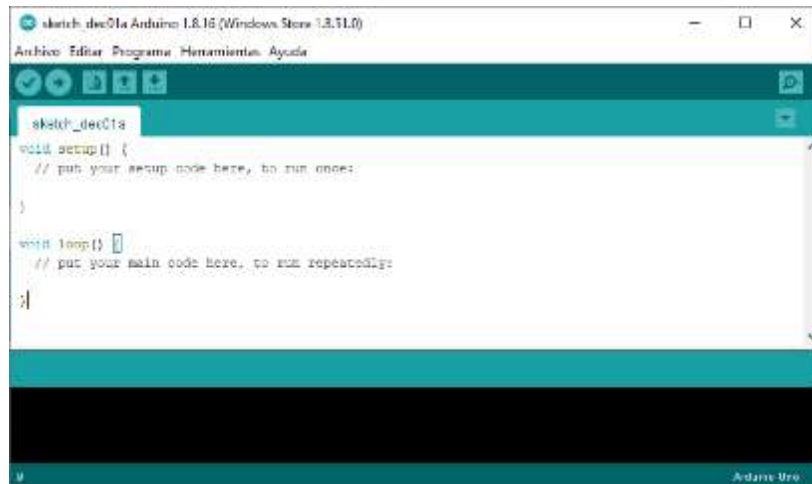 sketch_dec01a Arduino 1.8.16 (Windows Store 1.8.51.0)
Archivo Editar Programa Herramientas Ayuda
sketch_dec01a
void setup() {
// put your setup code here, to run once:
}
void loop() {
// put your main code here, to run repeatedly:
}
9
Arduino Uno